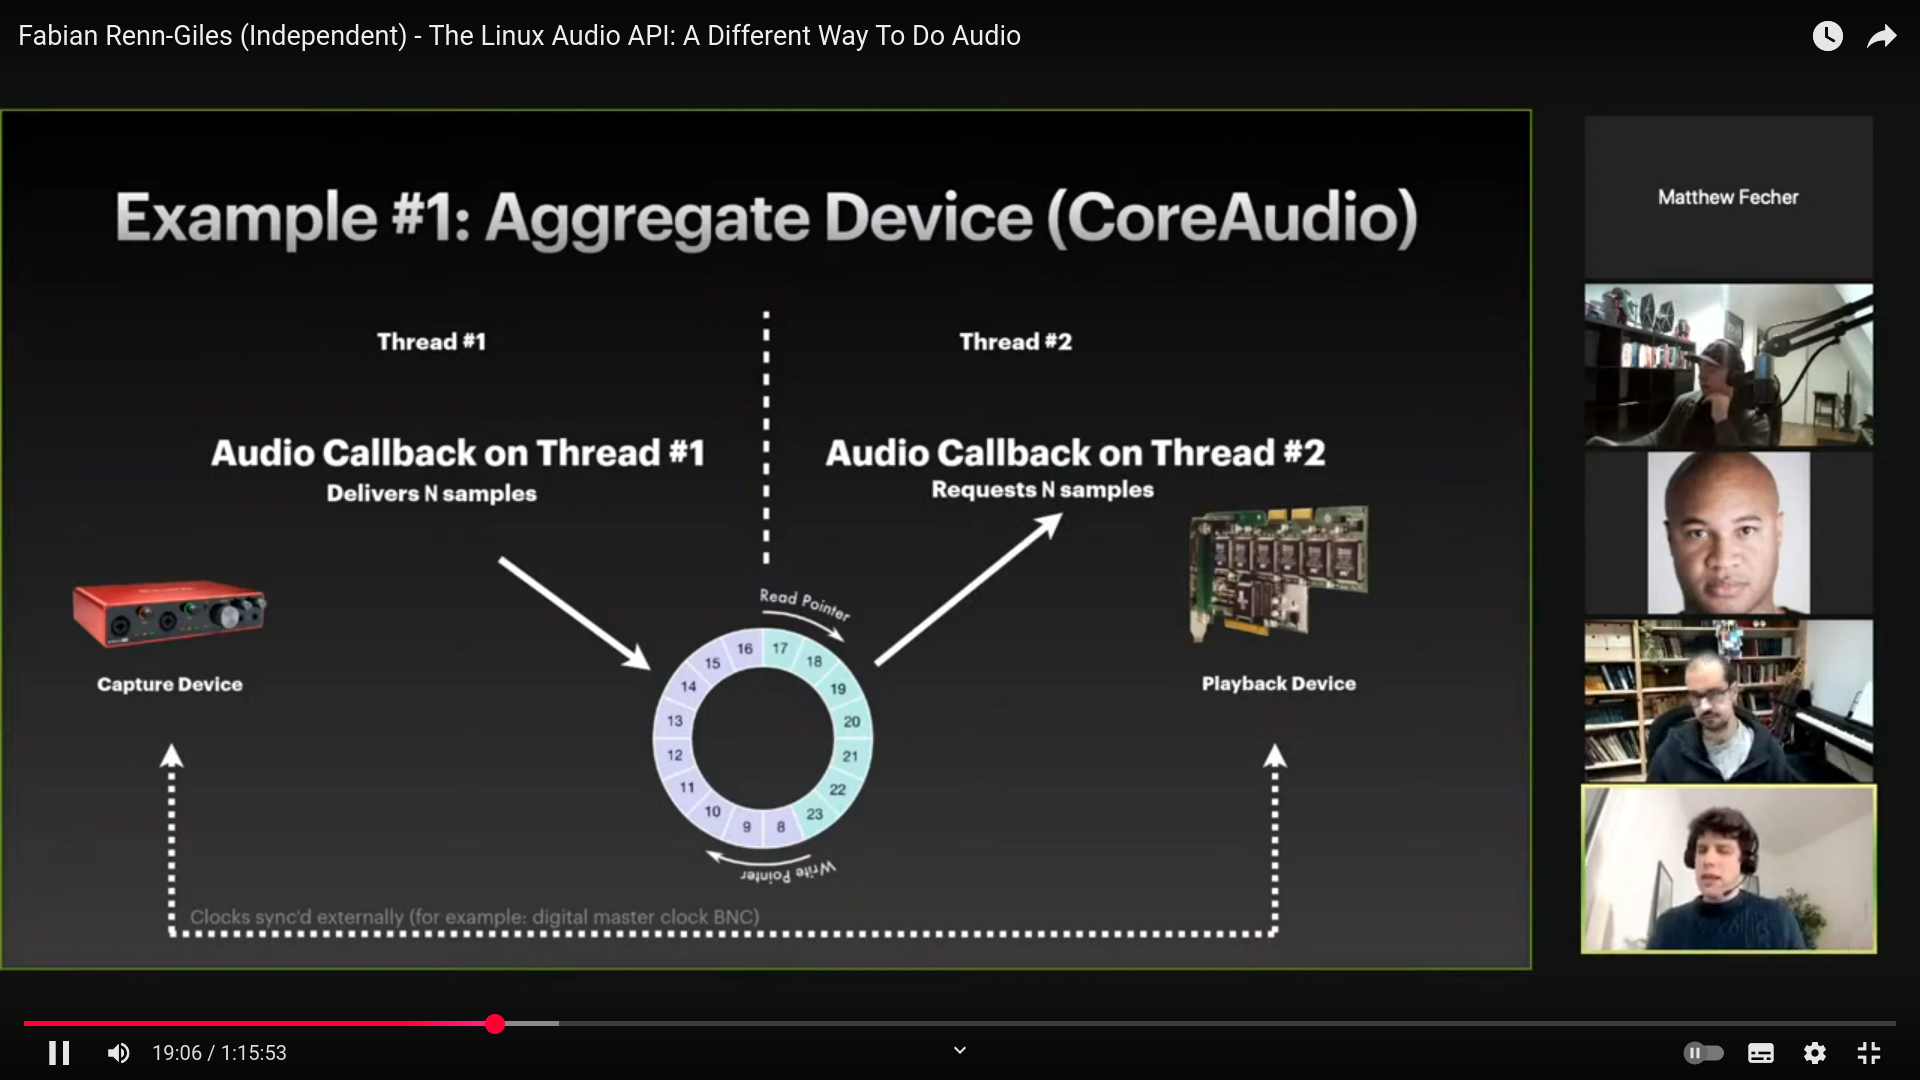 Fabian Renn-Giles (Independent) - The Linux Audio API: A Different Way To Do Audio
Example #1: Aggregate Device (CoreAudio)
Thread #1
Thread #2
Audio Callback on Thread #1
Delivers N samples
Audio Callback on Thread #2
Requests N samples
Capture Device
Playback Device
Read Pointer
16
17
15
18
14
19
13
20
12
21
11
22
10
23
9
8
Write Pointer
Clocks sync'd externally (for example: digital master clock BNC)
Matthew Fecher
19:06 / 1:15:53